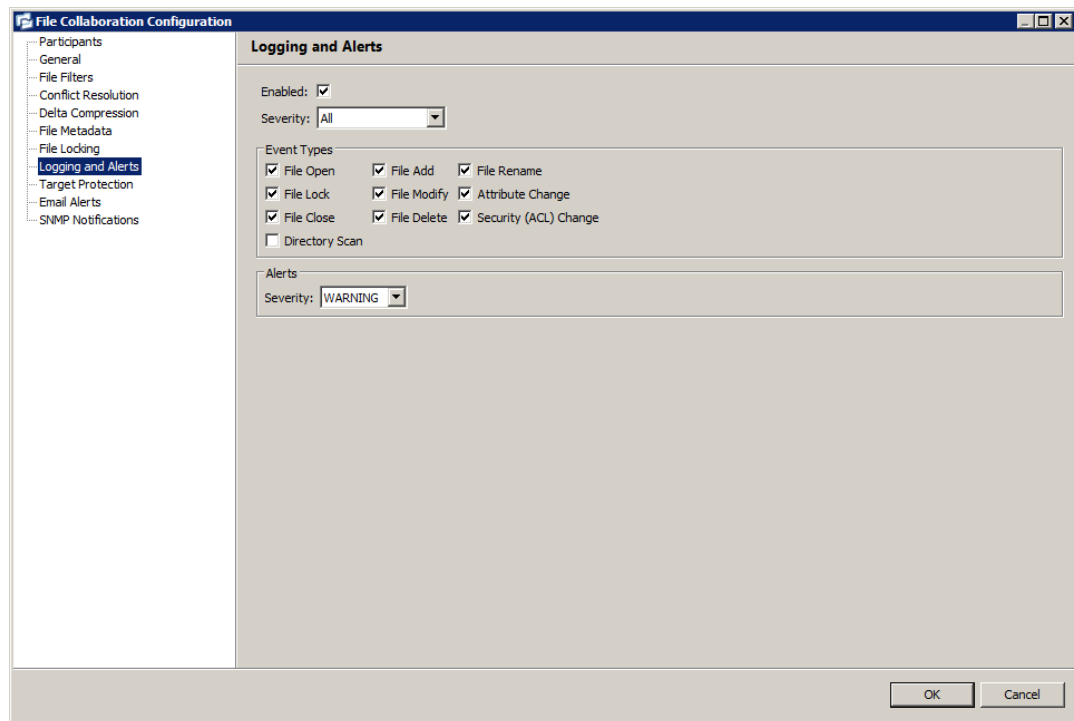 File Collaboration Configuration
Participants
General
File Filters
Conflict Resolution
Delta Compression
File Metadata
File Locking
Logging and Alerts
Target Protection
Email Alerts
SNMP Notifications
Logging and Alerts
Enabled:
Severity: All
Event Types
File Open File Add File Rename
File Lock File Modify Attribute Change
File Close File Delete Security (ACL) Change
Directory Scan
Alerts
Severity: WARNING
OK Cancel